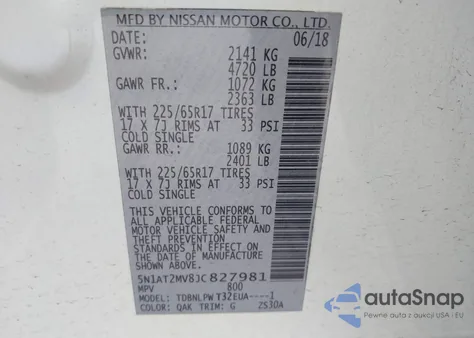 MFD BY NISSAN MOTOR CO., LTD.
DATE: 06/18
GVWR: 2141 KG
4720 LB
GAWR FR.: 1072 KG
2363 LB
WITH 225/65R17 TIRES
17 X 7J RIMS AT 33 PSI
COLD SINGLE
GAWR RR.: 1089 KG
2401 LB
WITH 225/65R17 TIRES
17 X 7J RIMS AT 33 PSI
COLD SINGLE
THIS VEHICLE CONFORMS TO
ALL APPLICABLE FEDERAL
MOTOR VEHICLE SAFETY
AND THEFT PREVENTION
STANDARDS IN EFFECT ON
THE DATE OF MANUFACTURE
SHOWN ABOVE.
5N1AT2MV8JC827981
MPV 800
MODEL: TDBNLPW T32EUA----1
COLOR: QAK TRIM: G 2S30A
autoSnap
Pewne auta z USA